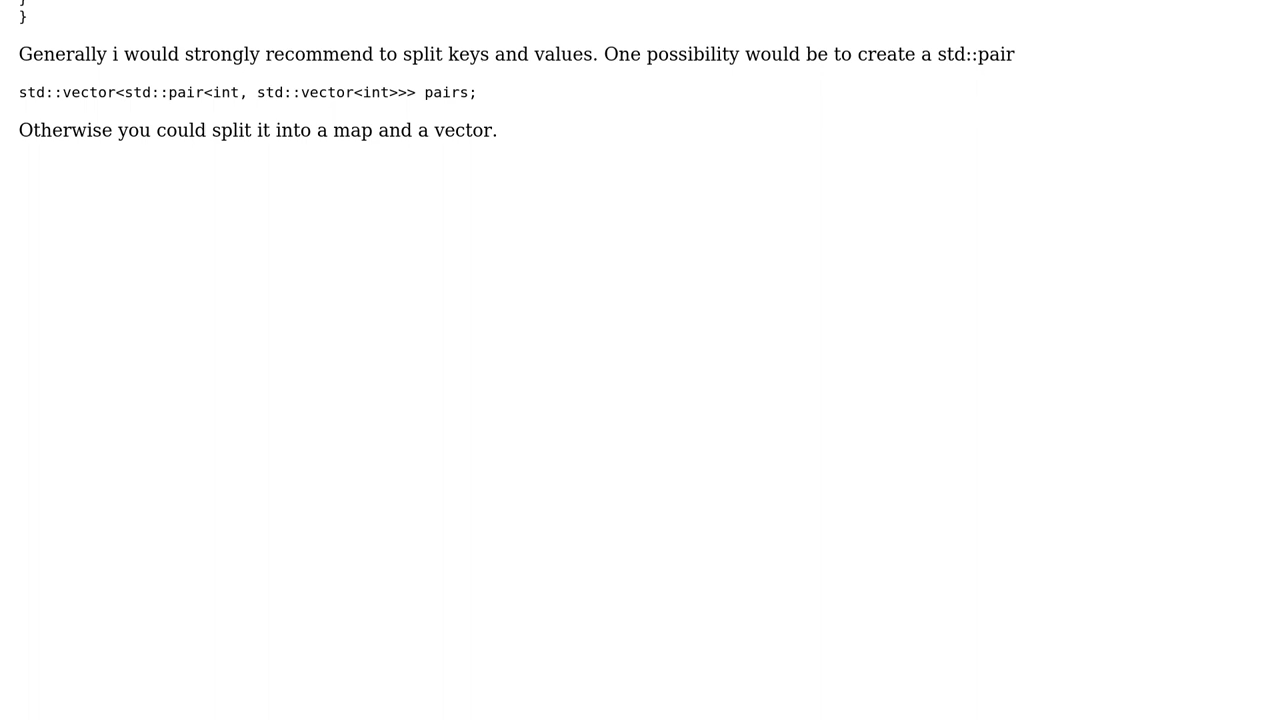 }
}
Generally i would strongly recommend to split keys and values. One possibility would be to create a std::pair
std::vector<std::pair<int, std::vector<int>>> pairs;
Otherwise you could split it into a map and a vector.